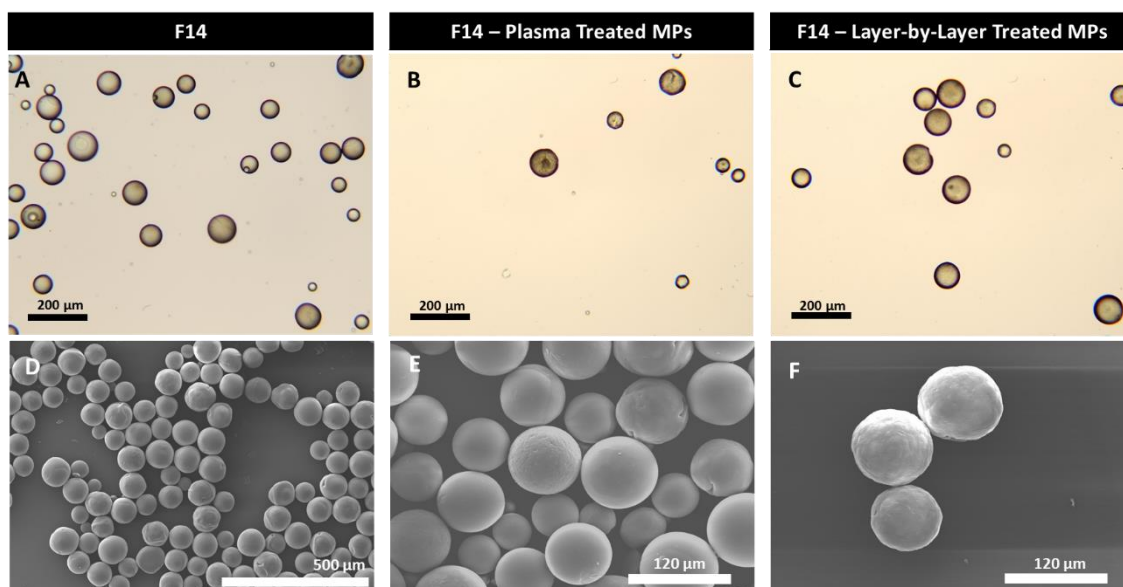 F14
F14 – Plasma Treated MPs
F14 – Layer-by-Layer Treated MPs
A
B
C
200 µm
200 µm
200 µm
D
E
F
500 µm
120 µm
120 µm